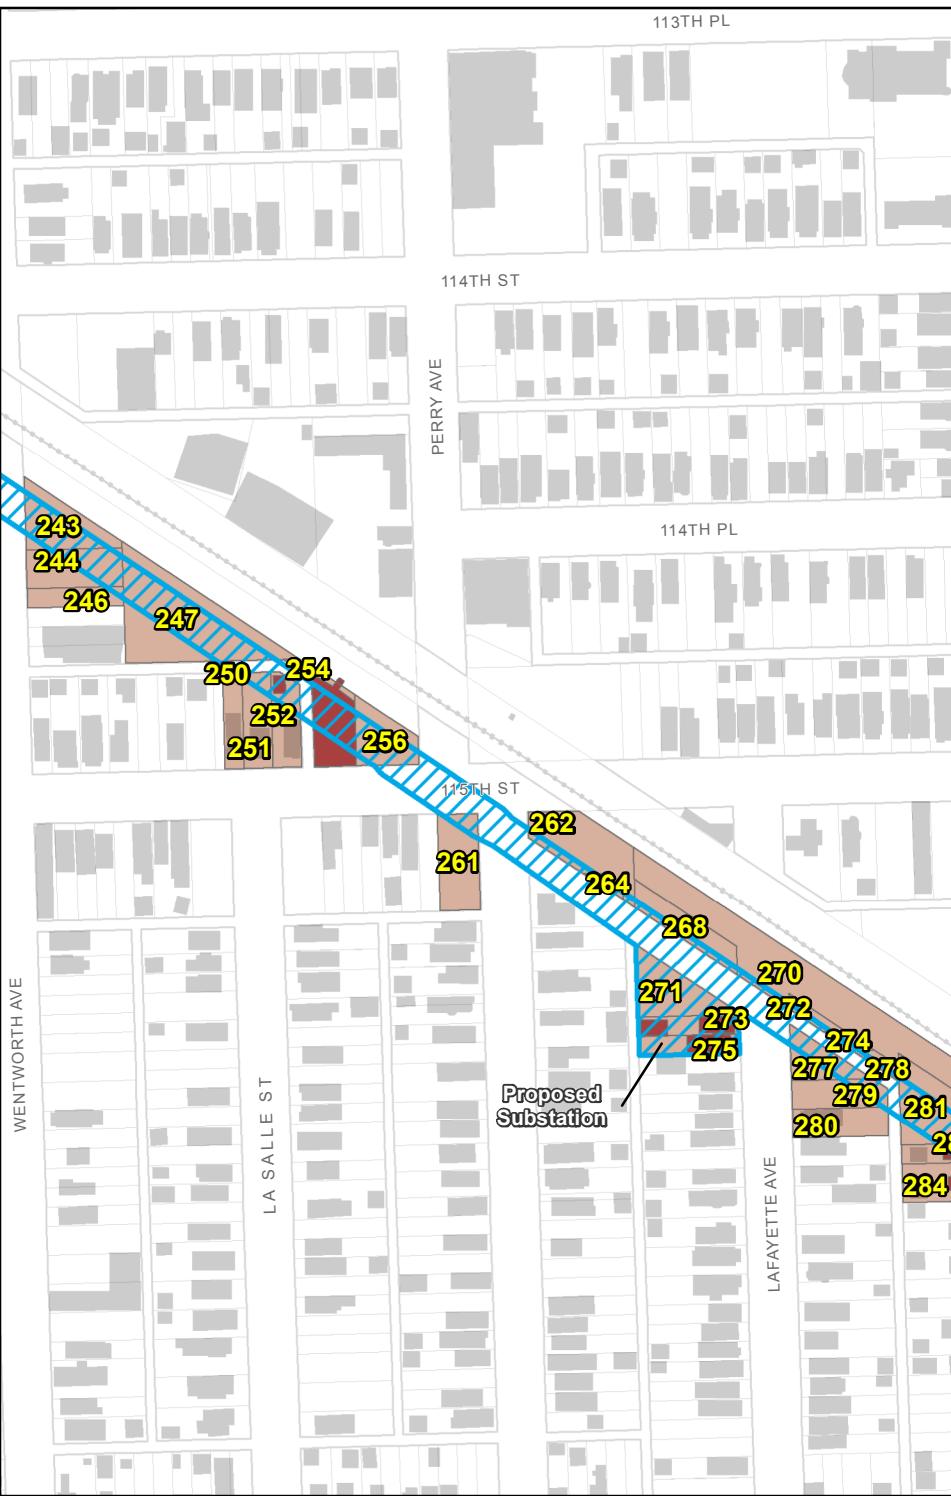 113TH PL
114TH ST
PERRY AVE
114TH PL
243
244
246
247
250
254
252
251
256
115TH ST
262
261
264
268
271
270
272
273
274
275
277
278
279
281
280
284
Proposed
Substation
WENTWORTH AVE
LA SALLE ST
LAFAYETTE AVE